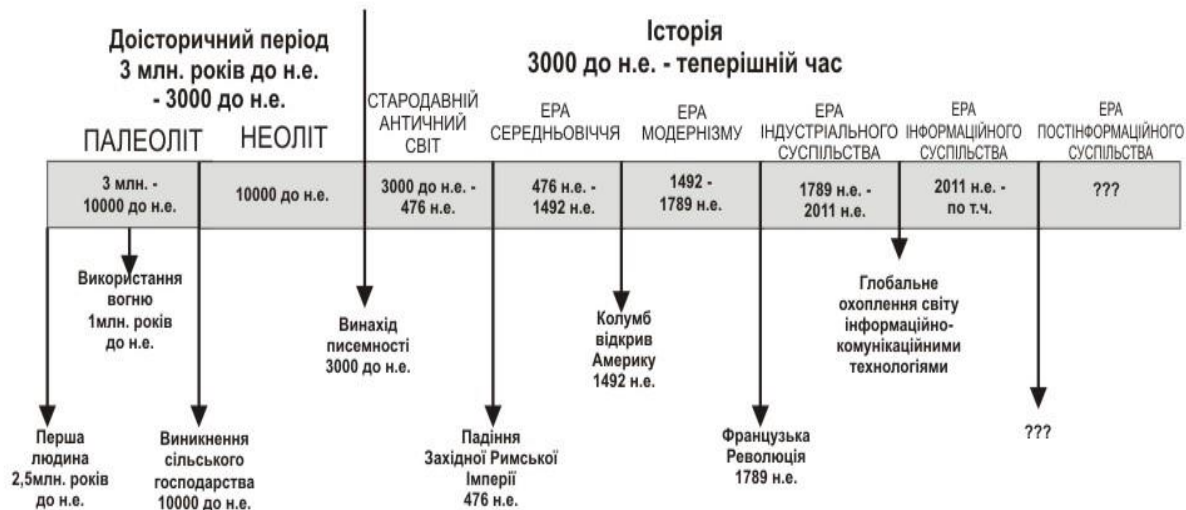 Доісторичний період
3 млн. років до н.е.
- 3000 до н.е.
Історія
3000 до н.е. - теперішній час
ПАЛЕОЛІТ
НЕОЛІТ
СТАРОДАВНІЙ
АНТИЧНИЙ
СВІТ
ЕРА
СЕРЕДНЬОВІЧЧЯ
ЕРА
МОДЕРНІЗМУ
ЕРА
ІНДУСТРІАЛЬНОГО
СУСПІЛЬСТВА
ЕРА
ІНФОРМАЦІЙНОГО
СУСПІЛЬСТВА
ЕРА
ПОСТІНФОРМАЦІЙНОГО
СУСПІЛЬСТВА
3 млн. -
10000 до н.е.
10000 до н.е.
3000 до н.е. -
476 н.е.
476 н.е. -
1492 н.е.
1492 -
1789 н.е.
1789 н.е. -
2011 н.е.
2011 н.е. -
по т.ч.
???
Використання
вогню
1млн. років
до н.е.
Винахід
писемності
3000 до н.е.
Колумб
відкрив
Америку
1492 н.е.
Глобальне
охоплення світу
інформаційно-
комунікаційними
технологіями
Перша
людина
2,5млн. років
до н.е.
Виникнення
сільського
господарства
10000 до н.е.
Падіння
Західної Римської
Імперії
476 н.е.
Французька
Революція
1789 н.е.
???